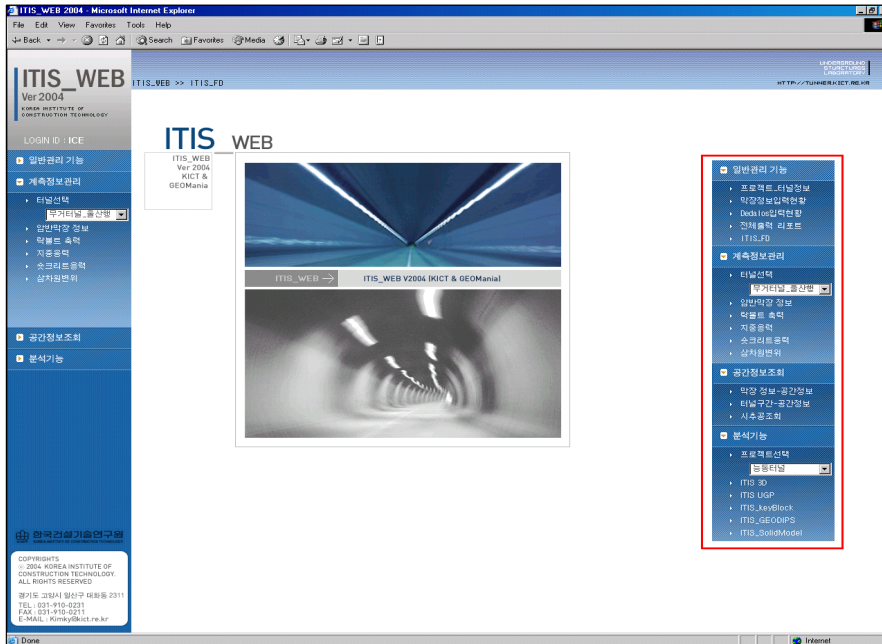 ITIS_WEB 2004 - Microsoft Internet Explorer
File Edit View Favorites Tools Help
Back Search Favorites Media
ITIS_WEB
Ver 2004
KOREA INSTITUTE OF
CONSTRUCTION TECHNOLOGY
ITIS_WEB >> ITIS_FD
UNDERGROUND
STRUCTURES
LABORATORY
HTTP://TUNNEL.KICT.RE.KR
LOGIN ID : ICE
일반관리 기능
계측정보관리
터널선택
무거터널_울산행
암반막장 정보
락볼트 축력
지중응력
숏크리트응력
삼차원변위
공간정보조회
분석기능
한국건설기술연구원
COPYRIGHTS
© 2004 KOREA INSTITUTE OF
CONSTRUCTION TECHNOLOGY.
ALL RIGHTS RESERVED
경기도 고양시 일산구 대화동 2311
TEL : 031-910-0231
FAX : 031-910-0211
E-MAIL : Kimky@kict.re.kr
ITIS_WEB
ITIS_WEB
Ver 2004
KICT &
GEOMania
ITIS_WEB → ITIS_WEB V2004 (KICT & GEOMania)
일반관리 기능
프로젝트_터널정보
막장정보입력현황
Dedalos입력현황
전체출력 리포트
ITIS_FD
계측정보관리
터널선택
무거터널_울산행
암반막장 정보
락볼트 축력
지중응력
숏크리트응력
삼차원변위
공간정보조회
막장 정보-공간정보
터널구간-공간정보
시추공조회
분석기능
프로젝트선택
능동터널
ITIS 3D
ITIS UGP
ITIS_keyBlock
ITIS_GEODIPS
ITIS_SolidModel
Done
Internet